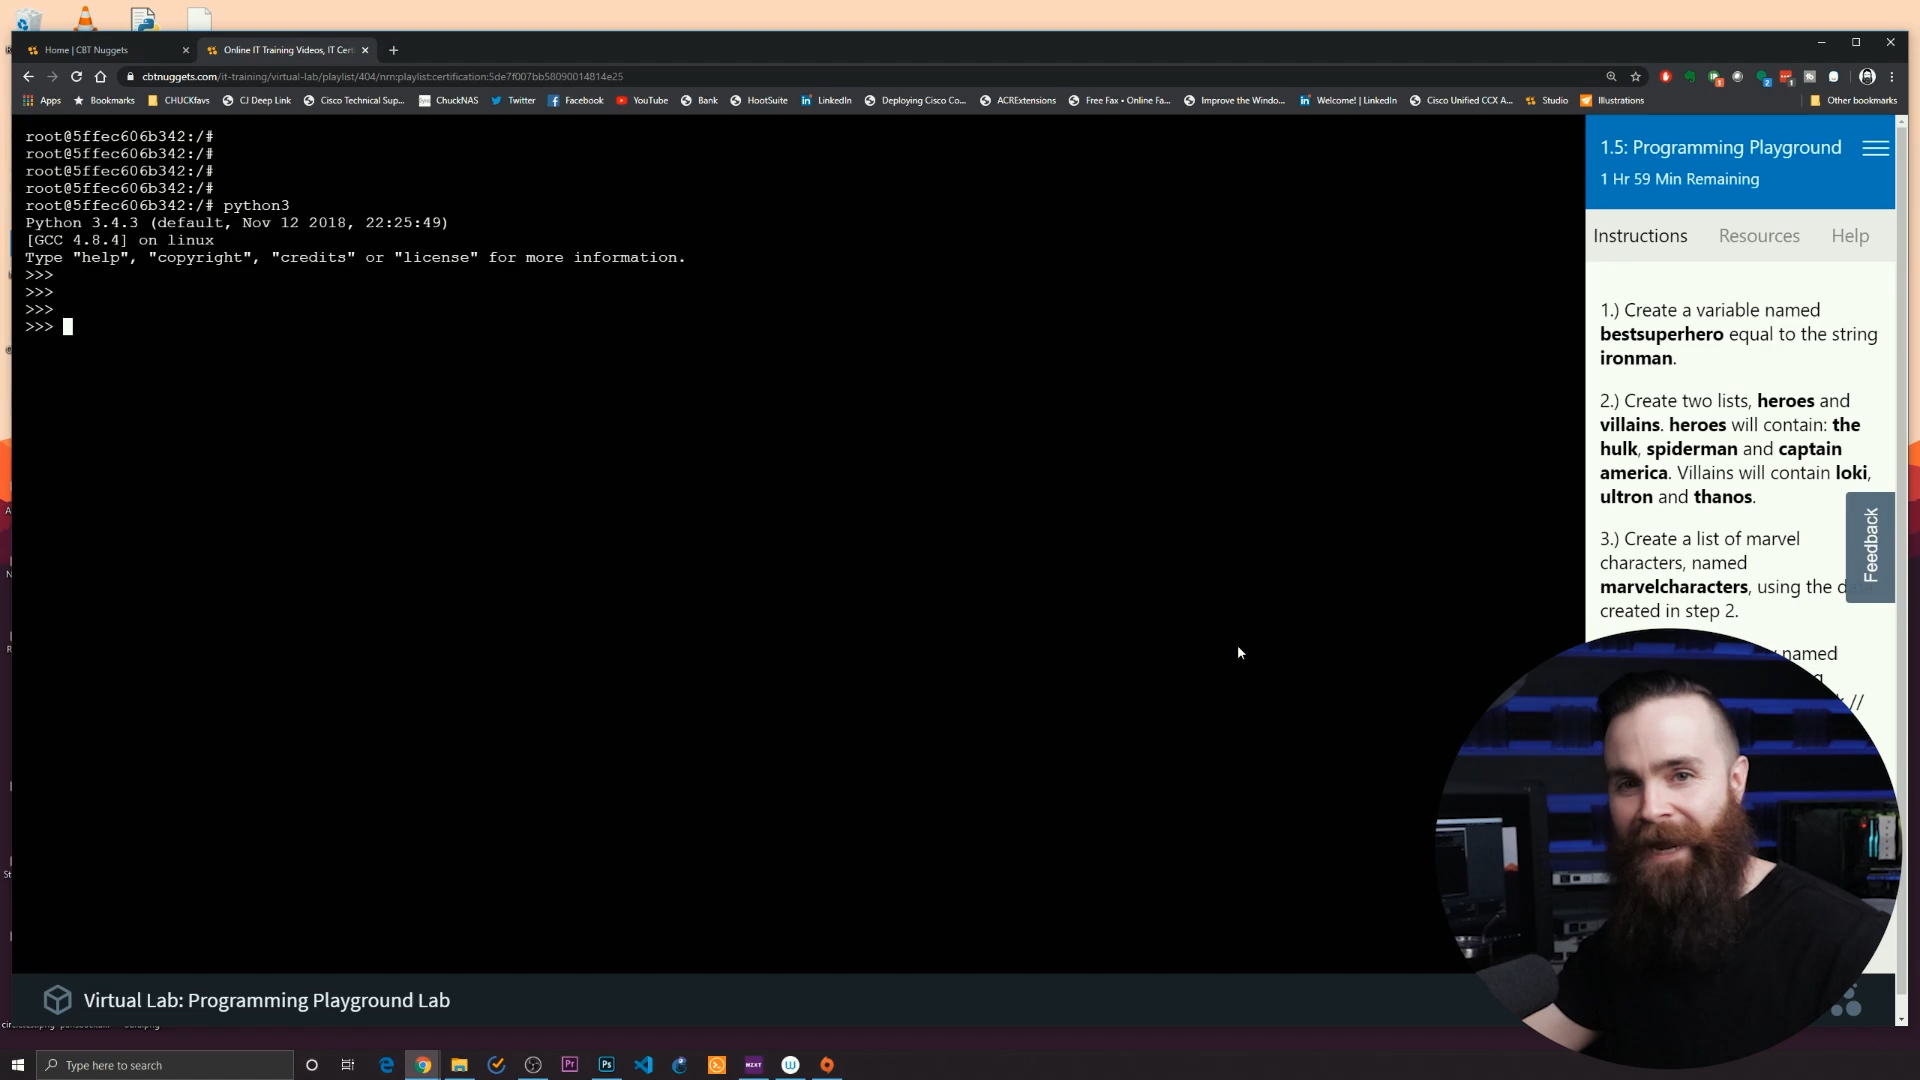 Home | CBT Nuggets
Online IT Training Videos, IT Cert
cbtnuggets.com/it-training/virtual-lab/playlist/404/nm:playlist:certification:5de7f007bb58090014814e25
Apps Bookmarks CHUCKfavs CJ Deep Link Cisco Technical Sup... ChuckNAS Twitter Facebook YouTube Bank HootSuite LinkedIn Deploying Cisco Co... ACRExtensions Free Fax • Online Fa... Improve the Windo... Welcome! | LinkedIn Cisco Unified CCX A... Studio Illustrations Other bookmarks
root@5ffec606b342:/#
root@5ffec606b342:/#
root@5ffec606b342:/#
root@5ffec606b342:/#
root@5ffec606b342:/# python3
Python 3.4.3 (default, Nov 12 2018, 22:25:49)
[GCC 4.8.4] on linux
Type "help", "copyright", "credits" or "license" for more information.
>>>
>>>
>>>
>>>
1.5: Programming Playground
1 Hr 59 Min Remaining
Instructions Resources Help
1.) Create a variable named
bestsuperhero equal to the string
ironman.
2.) Create two lists, heroes and
villains. heroes will contain: the
hulk, spiderman and captain
america. Villains will contain loki,
ultron and thanos.
3.) Create a list of marvel
characters, named
marvelcharacters, using the
created in step 2.
named
//
Feedback
Virtual Lab: Programming Playground Lab
Type here to search